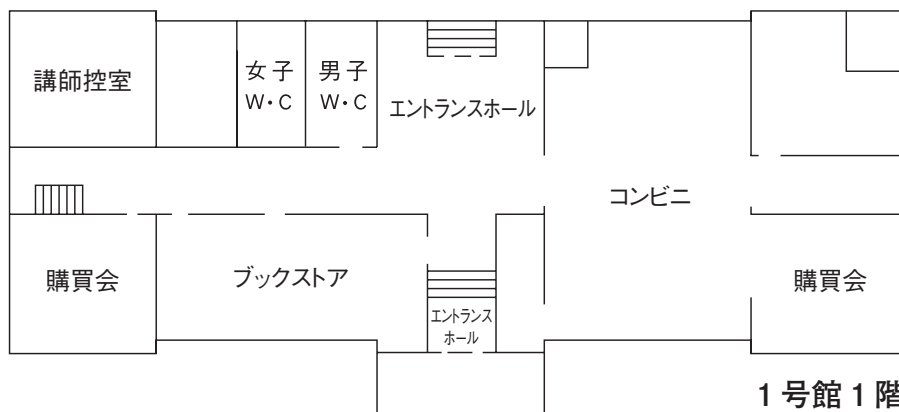 講師控室
女子
W・C
男子
W・C
エントランスホール
コンビニ
購買会
ブックストア
エントランス
ホール
購買会
1号館1階